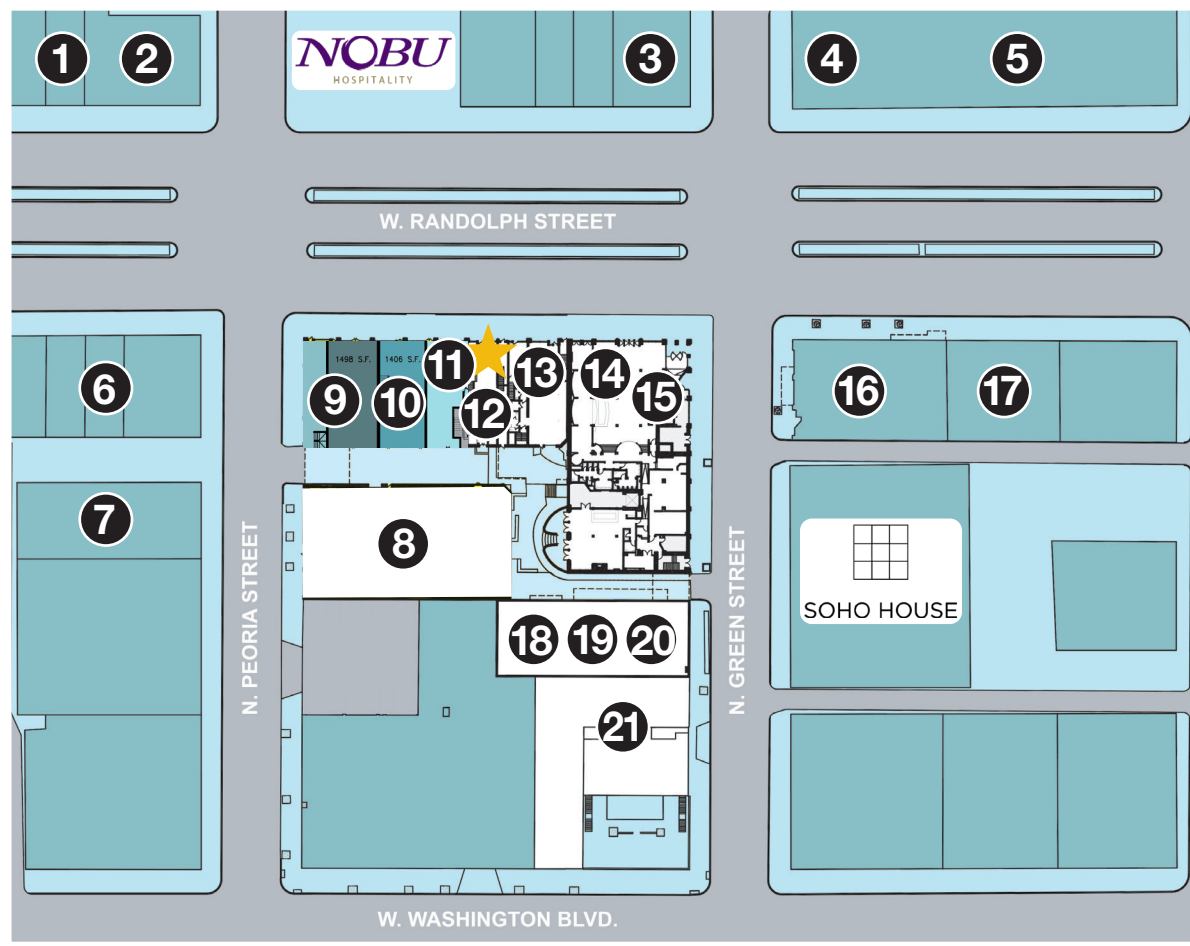 1
2
NOBU
HOSPITALITY
3
4
5
W. RANDOLPH STREET
6
1498 S.F.
1406 S.F.
9
10
11
12
13
14
15
16
17
7
8
N. PEORIA STREET
N. GREEN STREET
SOHO HOUSE
18
19
20
21
W. WASHINGTON BLVD.